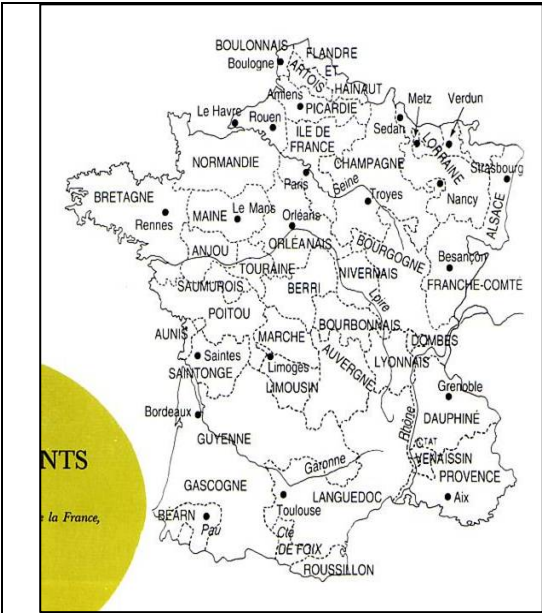 BOULONNAIS
FLANDRE
Boulogne
ET
ARTOIS
HAINAUT
Amiens
Metz
Verdun
Le Havre
PICARDIE
Rouen
Sedan
ILE DE
FRANCE
LORRAINE
NORMANDIE
CHAMPAGNE
Strasbourg
Paris
Seine
BRETAGNE
Troyes
Nancy
ALSACE
MAINE
Le Mans
Rennes
Orléans
ANJOU
ORLÉANAIS
BOURGOGNE
Besançon
TOURAINE
NIVERNAIS
FRANCHE-COMTÉ
SAUMUROIS
BERRI
Loire
POITOU
AUNIS
MARCHE
BOURBONNAIS
DOMBES
Saintes
Limoges
AUVERGNE
LYONNAIS
SAINTONGE
LIMOUSIN
Grenoble
Bordeaux
DAUPHINÉ
GUYENNE
Rhône
CTAT
VENAISSIN
NTS
Garonne
PROVENCE
GASCOGNE
LANGUEDOC
Aix
Toulouse
la France,
BÉARN
Pau
Cté
DE FOIX
ROUSSILLON